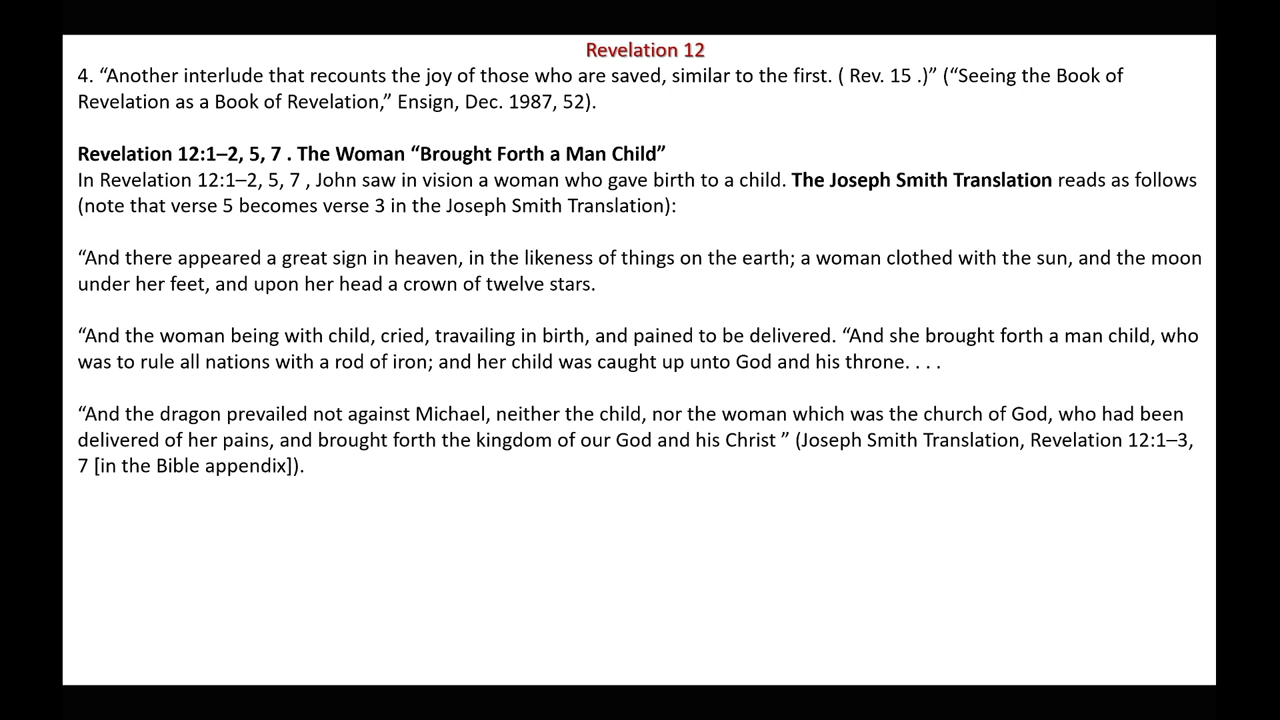 Revelation 12
4. “Another interlude that recounts the joy of those who are saved, similar to the first. ( Rev. 15 .)” (“Seeing the Book of
Revelation as a Book of Revelation,” Ensign, Dec. 1987, 52).
Revelation 12:1–2, 5, 7 . The Woman “Brought Forth a Man Child”
In Revelation 12:1–2, 5, 7 , John saw in vision a woman who gave birth to a child. The Joseph Smith Translation reads as follows
(note that verse 5 becomes verse 3 in the Joseph Smith Translation):
“And there appeared a great sign in heaven, in the likeness of things on the earth; a woman clothed with the sun, and the moon
under her feet, and upon her head a crown of twelve stars.
“And the woman being with child, cried, travailing in birth, and pained to be delivered. “And she brought forth a man child, who
was to rule all nations with a rod of iron; and her child was caught up unto God and his throne. . . .
“And the dragon prevailed not against Michael, neither the child, nor the woman which was the church of God, who had been
delivered of her pains, and brought forth the kingdom of our God and his Christ ” (Joseph Smith Translation, Revelation 12:1–3,
7 [in the Bible appendix]).